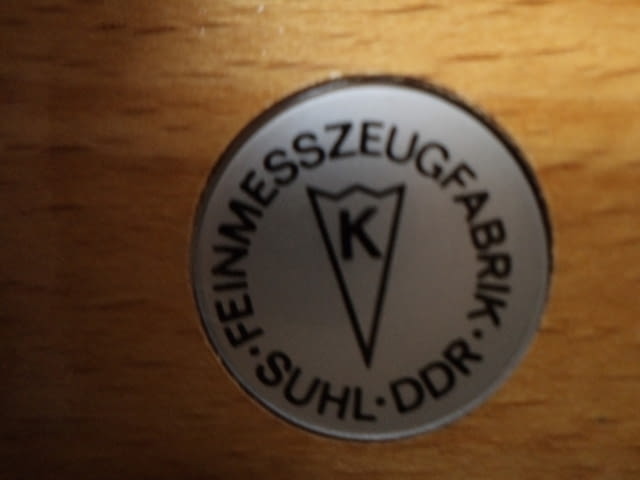 FEINMESSZEUGFABRIK
K
· SUHL · DDR ·